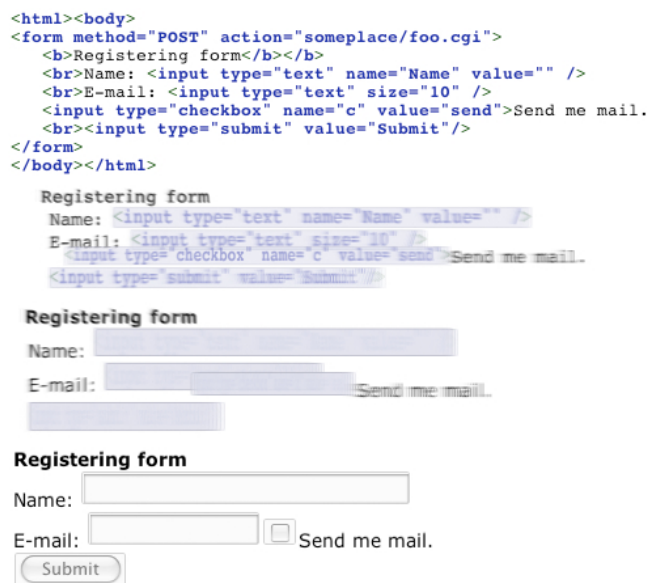 <html><body>
<form method="POST" action="someplace/foo.cgi">
<b>Registering form</b></b>
<br>Name: <input type="text" name="Name" value="" />
<br>E-mail: <input type="text" size="10" />
<input type="checkbox" name="c" value="send">Send me mail.
<br><input type="submit" value="Submit"/>
</form>
</body></html>
Registering form
Name: <input type="text" name="Name" value="" />
E-mail: <input type="text" size="10" />
<input type="checkbox" name="c" value="send">Send me mail.
<input type="submit" value="Submit"/>
Registering form
Name:
E-mail: Send me mail.
Registering form
Name:
E-mail: Send me mail.
Submit